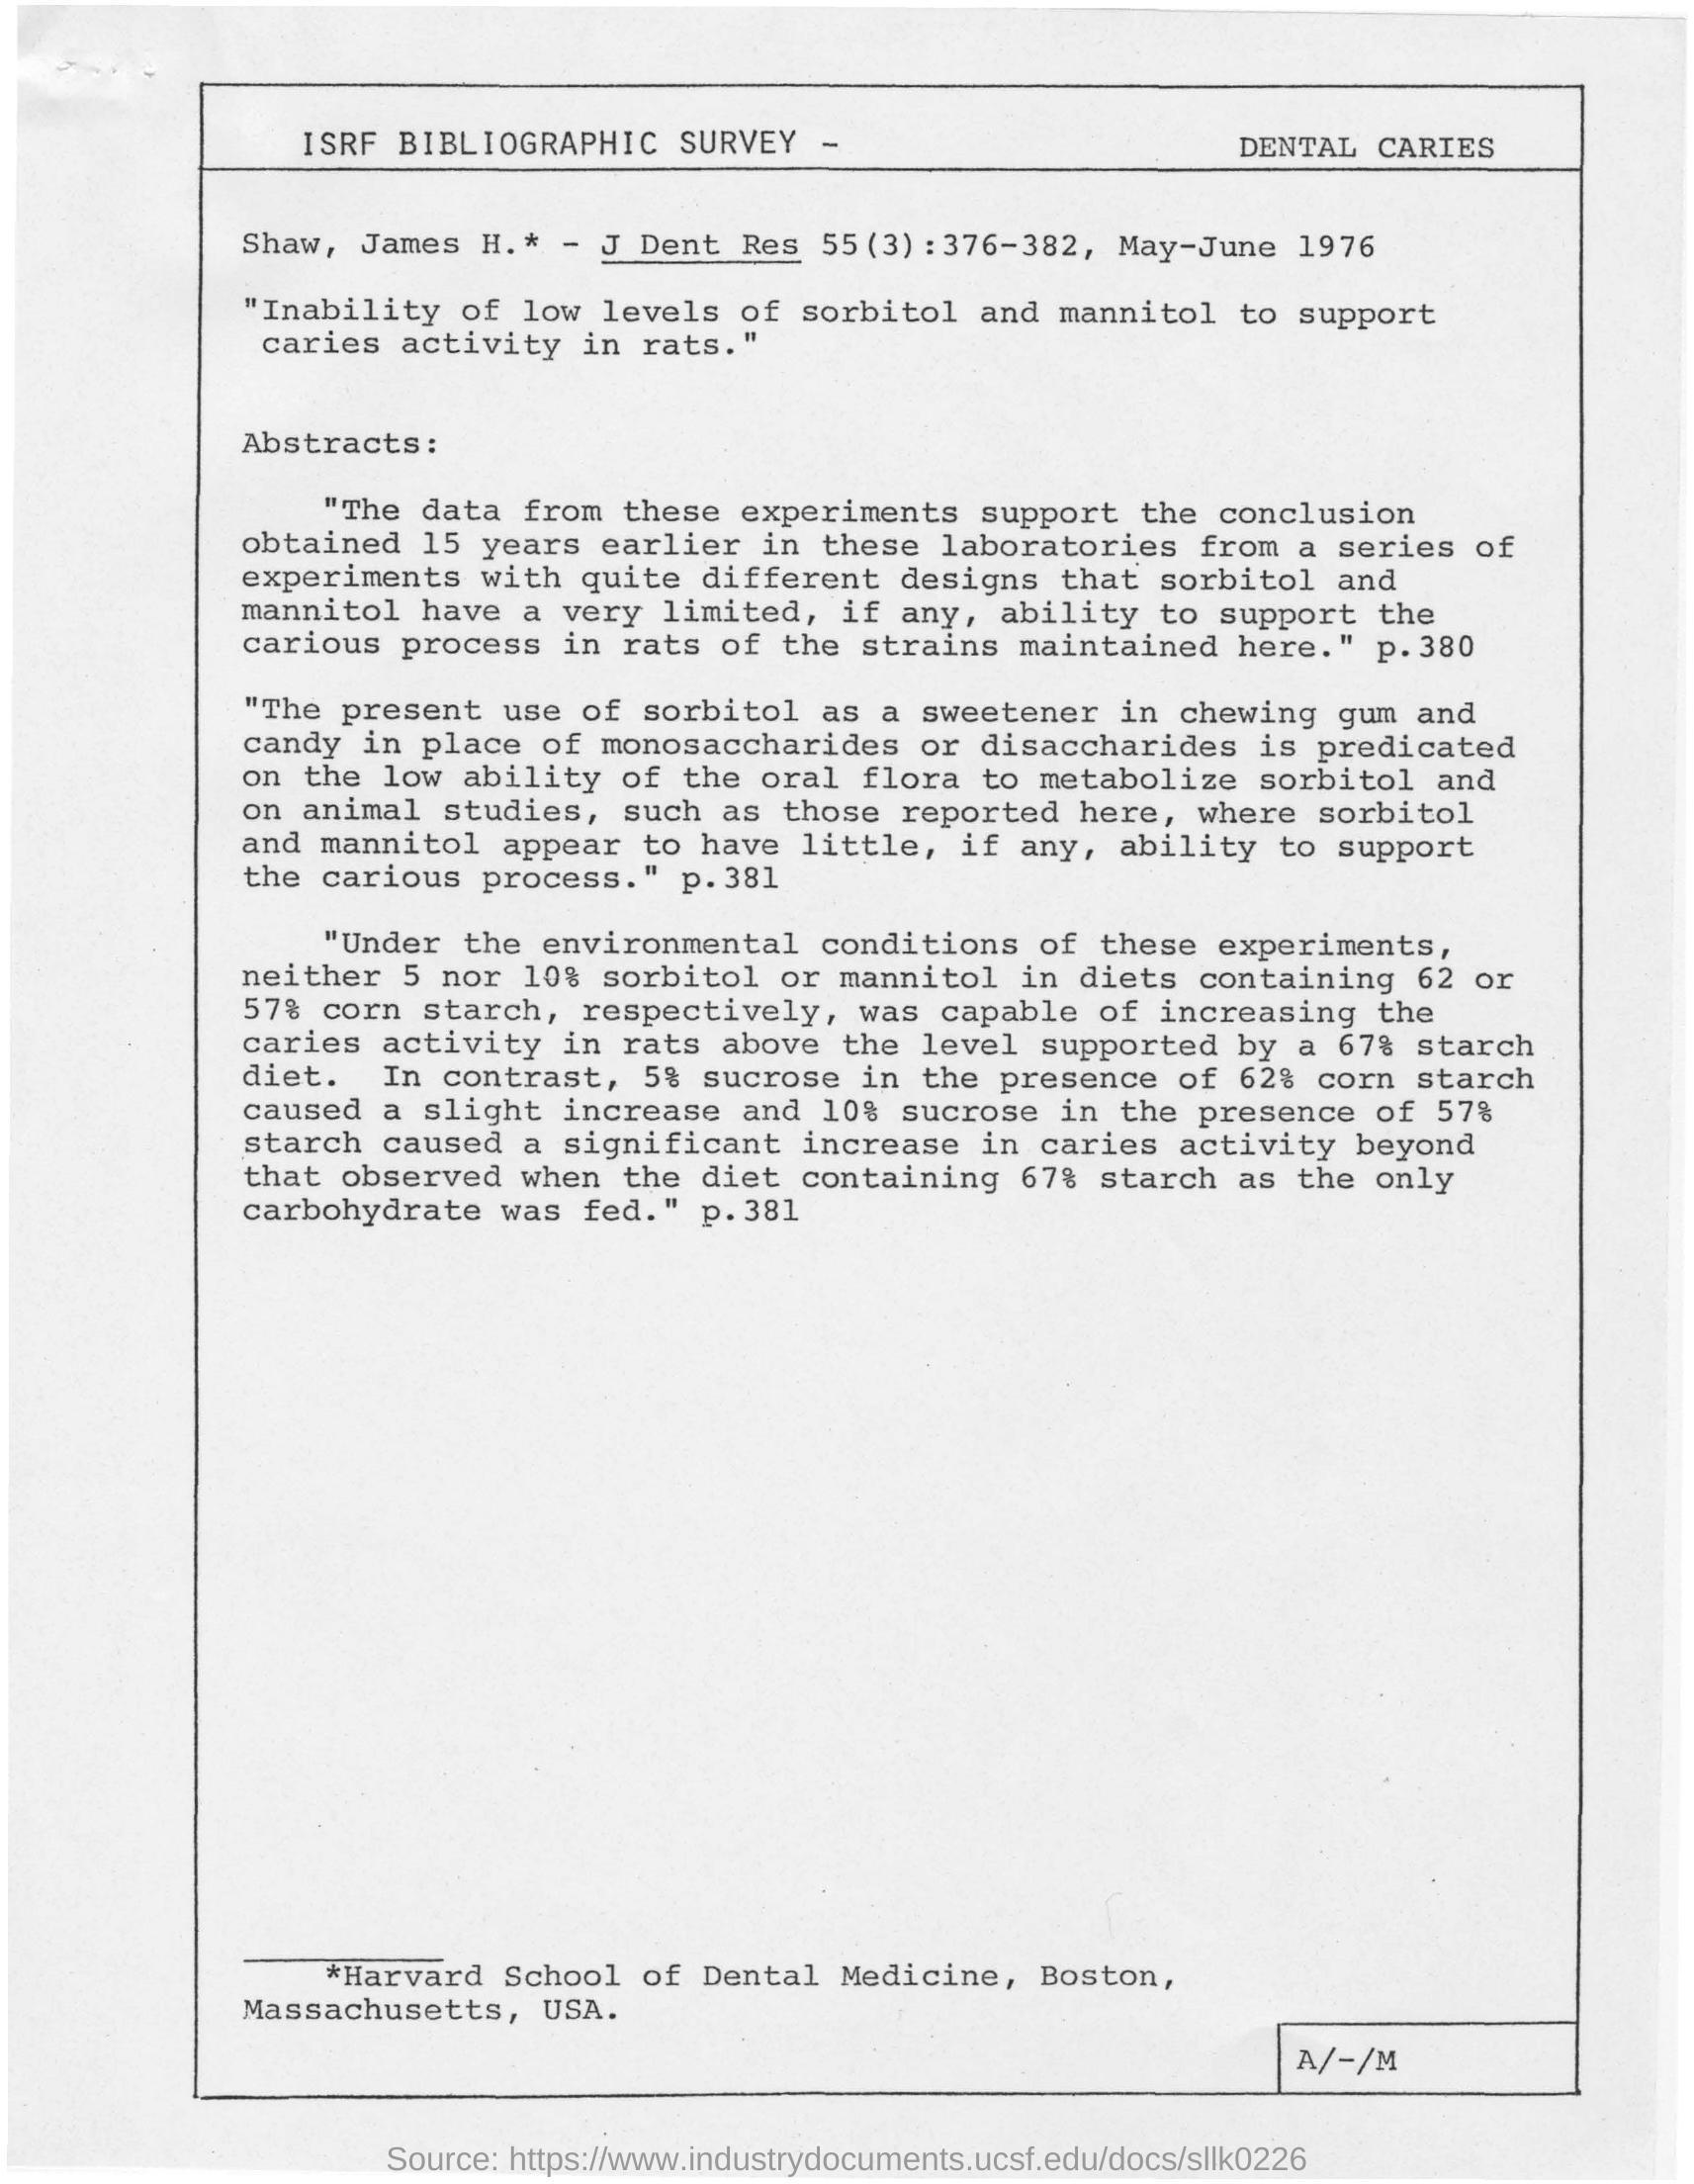 ISRF BIBLIOGRAPHIC SURVEY -
DENTAL CARIES
Shaw, James H.* - J Dent Res 55(3):376-382, May-June 1976
"Inability of low levels of sorbitol and mannitol to support
caries activity in rats."
Abstracts:
"The data from these experiments support the conclusion
obtained 15 years earlier in these laboratories from a series of
experiments with quite different designs that sorbitol and
mannitol have a very limited, if any, ability to support the
carious process in rats of the strains maintained here." p.380
"The present use of sorbitol as a sweetener in chewing gum and
candy in place of monosaccharides or disaccharides is predicated
on the low ability of the oral flora to metabolize sorbitol and
on animal studies, such as those reported here, where sorbitol
and mannitol appear to have little, if any, ability to support
the carious process." p.381
"Under the environmental conditions of these experiments,
neither 5 nor 10% sorbitol or mannitol in diets containing 62 or
57% corn starch, respectively, was capable of increasing the
caries activity in rats above the level supported by a 67% starch
diet. In contrast, 5% sucrose in the presence of 62% corn starch
caused a slight increase and 10% sucrose in the presence of 57%
starch caused a significant increase in caries activity beyond
that observed when the diet containing 67% starch as the only
carbohydrate was fed." p.381
*Harvard School of Dental Medicine, Boston,
Massachusetts, USA.
A/-/M
Source: https://www.industrydocuments.ucsf.edu/docs/sllk0226